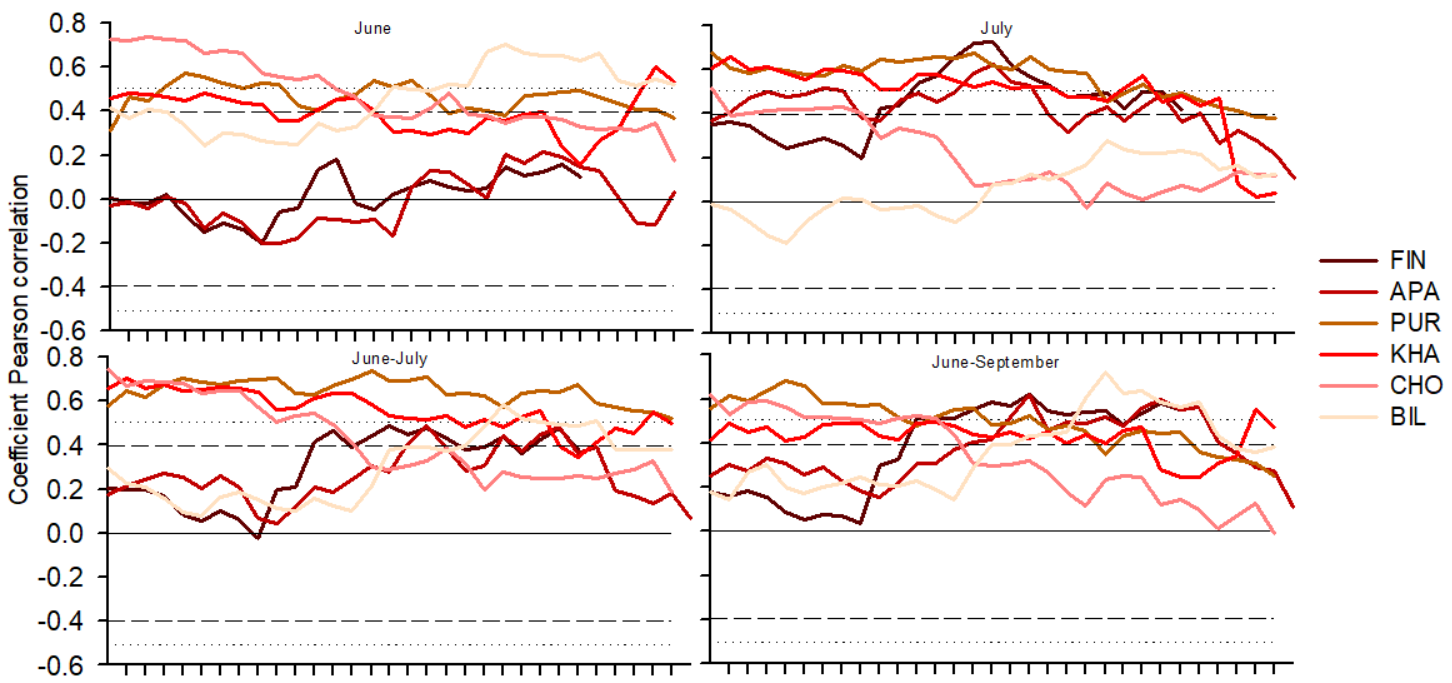 Coefficient Pearson correlation
June
0.8
0.6
0.4
0.2
0.0
-0.2
-0.4
-0.6
July
June-July
0.8
0.6
0.4
0.2
0.0
-0.2
-0.4
-0.6
June-September
FIN
APA
PUR
KHA
CHO
BIL